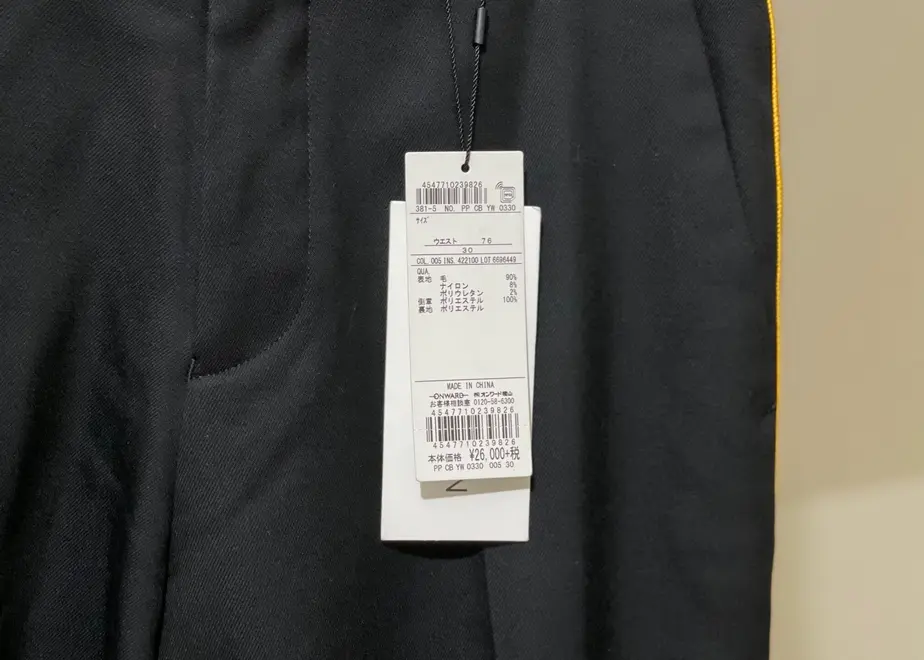 4547710239826
381-5 NO. PP CB YW 0330
サイズ
ウエスト 76
30
COL. 005 INS. 422100 LOT 6696449
QUA.
表地 毛 90%
ナイロン 8%
ポリウレタン 2%
側章 ポリエステル 100%
裏地 ポリエステル
MADE IN CHINA
ONWARD ㈱オンワード樫山
お客様相談室 0120-58-6300
4547710239826
4547710239826
本体価格 ¥26,000+税
PP CB YW 0330 005 30